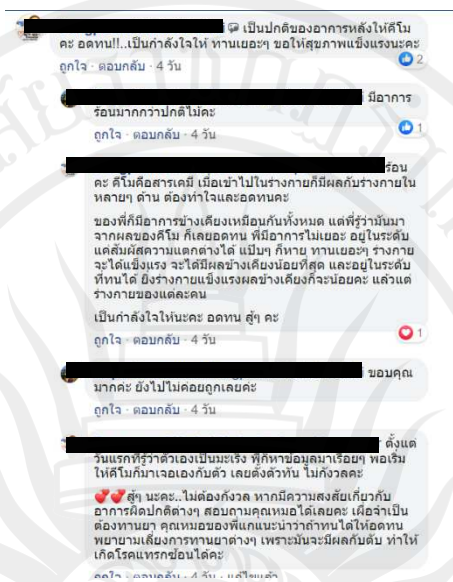 เป็นปกติของอาการหลังให้คีโม
คะ อดทน!!..เป็นกำลังใจให้ ทานเยอะๆ ขอให้สุขภาพแข็งแรงนะคะ
ถูกใจ · ตอบกลับ · 4 วัน
2
มีอาการ
ร้อนมากกว่าปกติไม้คะ
ถูกใจ · ตอบกลับ · 4 วัน
1
ร้อน
คะ คีโมคือสารเคมี เมื่อเข้าไปในร่างกายก็มีผลกับร่างกายใน
หลายๆ ด้าน ต้องทำใจและอดทนคะ
ของพี่ก็มีอาการข้างเคียงเหมือนกันทั้งหมด แต่พี่รู้ว่ามันมา
จากผลของคีโม ก็เลยอดทน พี่มีอาการไม่เยอะ อยู่ในระดับ
แค่สัมผัสความแตกต่างได้ แป๊บๆ ก็หาย ทานเยอะๆ ร่างกาย
จะได้แข็งแรง จะได้มีผลข้างเคียงน้อยที่สุด และอยู่ในระดับ
ที่ทนได้ ยิ่งร่างกายแข็งแรงผลข้างเคียงก็จะน้อยคะ แล้วแต่
ร่างกายของแต่ละคน
เป็นกำลังใจให้นะคะ อดทน สู้ๆ คะ
ถูกใจ · ตอบกลับ · 4 วัน
1
ขอบคุณ
มากค่ะ ยังไปไม่ค่อยถูกเลยค่ะ
ถูกใจ · ตอบกลับ · 4 วัน
ตั้งแต่
วันแรกที่รู้ว่าตัวเองเป็นมะเร็ง พี่ก็หาข้อมูลมาเรื่อยๆ พอเริ่ม
ให้คีโมก็มาเจอเองกับตัว เลยตั้งตัวทัน ไม่กังวลคะ
💕💕สู้ๆ นะคะ..ไม่ต้องกังวล หากมีความสงสัยเกี่ยวกับ
อาการผิดปกติต่างๆ สอบถามคุณหมอได้เลยคะ เผื่อจำเป็น
ต้องทานยา คุณหมอของพี่แกแนะนำว่าถ้าทนได้ให้อดทน
พยายามเลี่ยงการทานยาต่างๆ เพราะมันจะมีผลกับตับ ทำให้
เกิดโรคแทรกซ้อนได้คะ
ถูกใจ · ตอบกลับ · 4 วัน · แก้ไขแล้ว